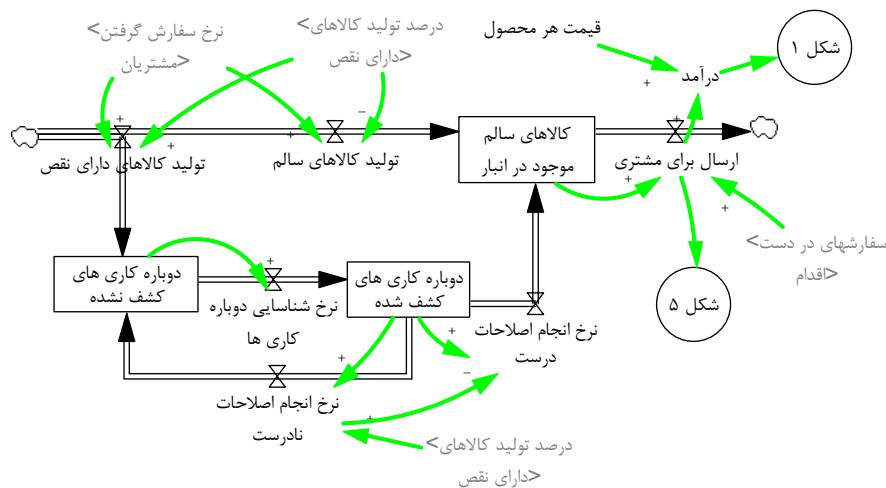 قیمت هر محصول
شکل ۱
<نرخ سفارش گرفتن
مشتریان>
<درصد تولید کالاهای
دارای نقص>
درآمد
+
+
-
+
+
+
کالاهای سالم
موجود در انبار
تولید کالاهای دارای نقص
تولید کالاهای سالم
ارسال برای مشتری
+
+
<سفارشهای در دست
اقدام>
+
دوباره کاری های
کشف نشده
دوباره کاری های
کشف شده
نرخ شناسایی دوباره
کاری ها
شکل ۵
نرخ انجام اصلاحات
درست
+
+
-
نرخ انجام اصلاحات
نادرست
+
<درصد تولید کالاهای
دارای نقص>